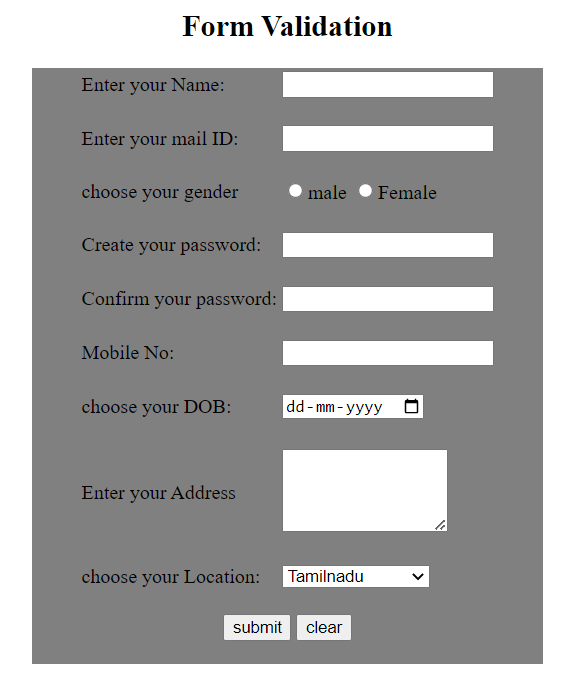 Form Validation
Enter your Name:
Enter your mail ID:
choose your gender male Female
Create your password:
Confirm your password:
Mobile No:
choose your DOB: dd-mm-yyyy
Enter your Address
choose your Location: Tamilnadu
submit clear